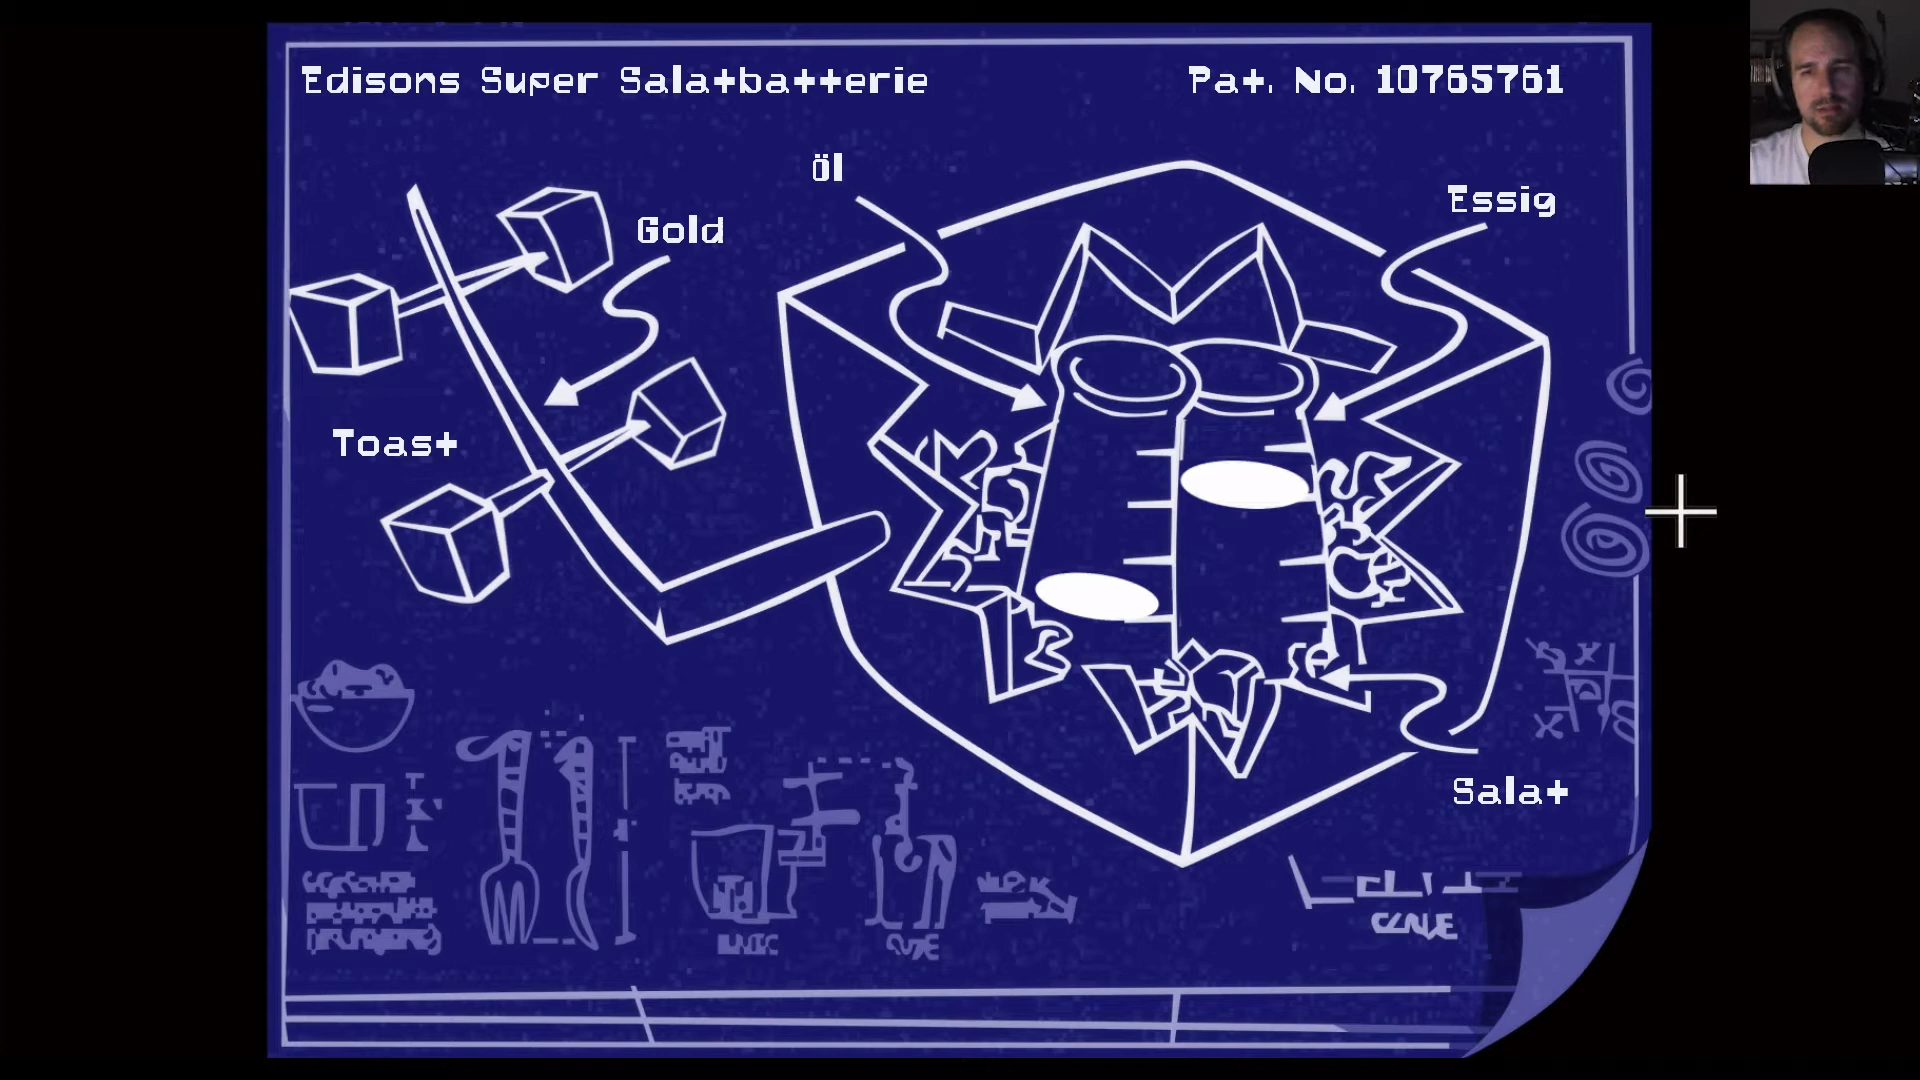 Edisons Super Salatbatterie
Pat. No. 10765761
öl
Essig
Gold
Toast
Salat